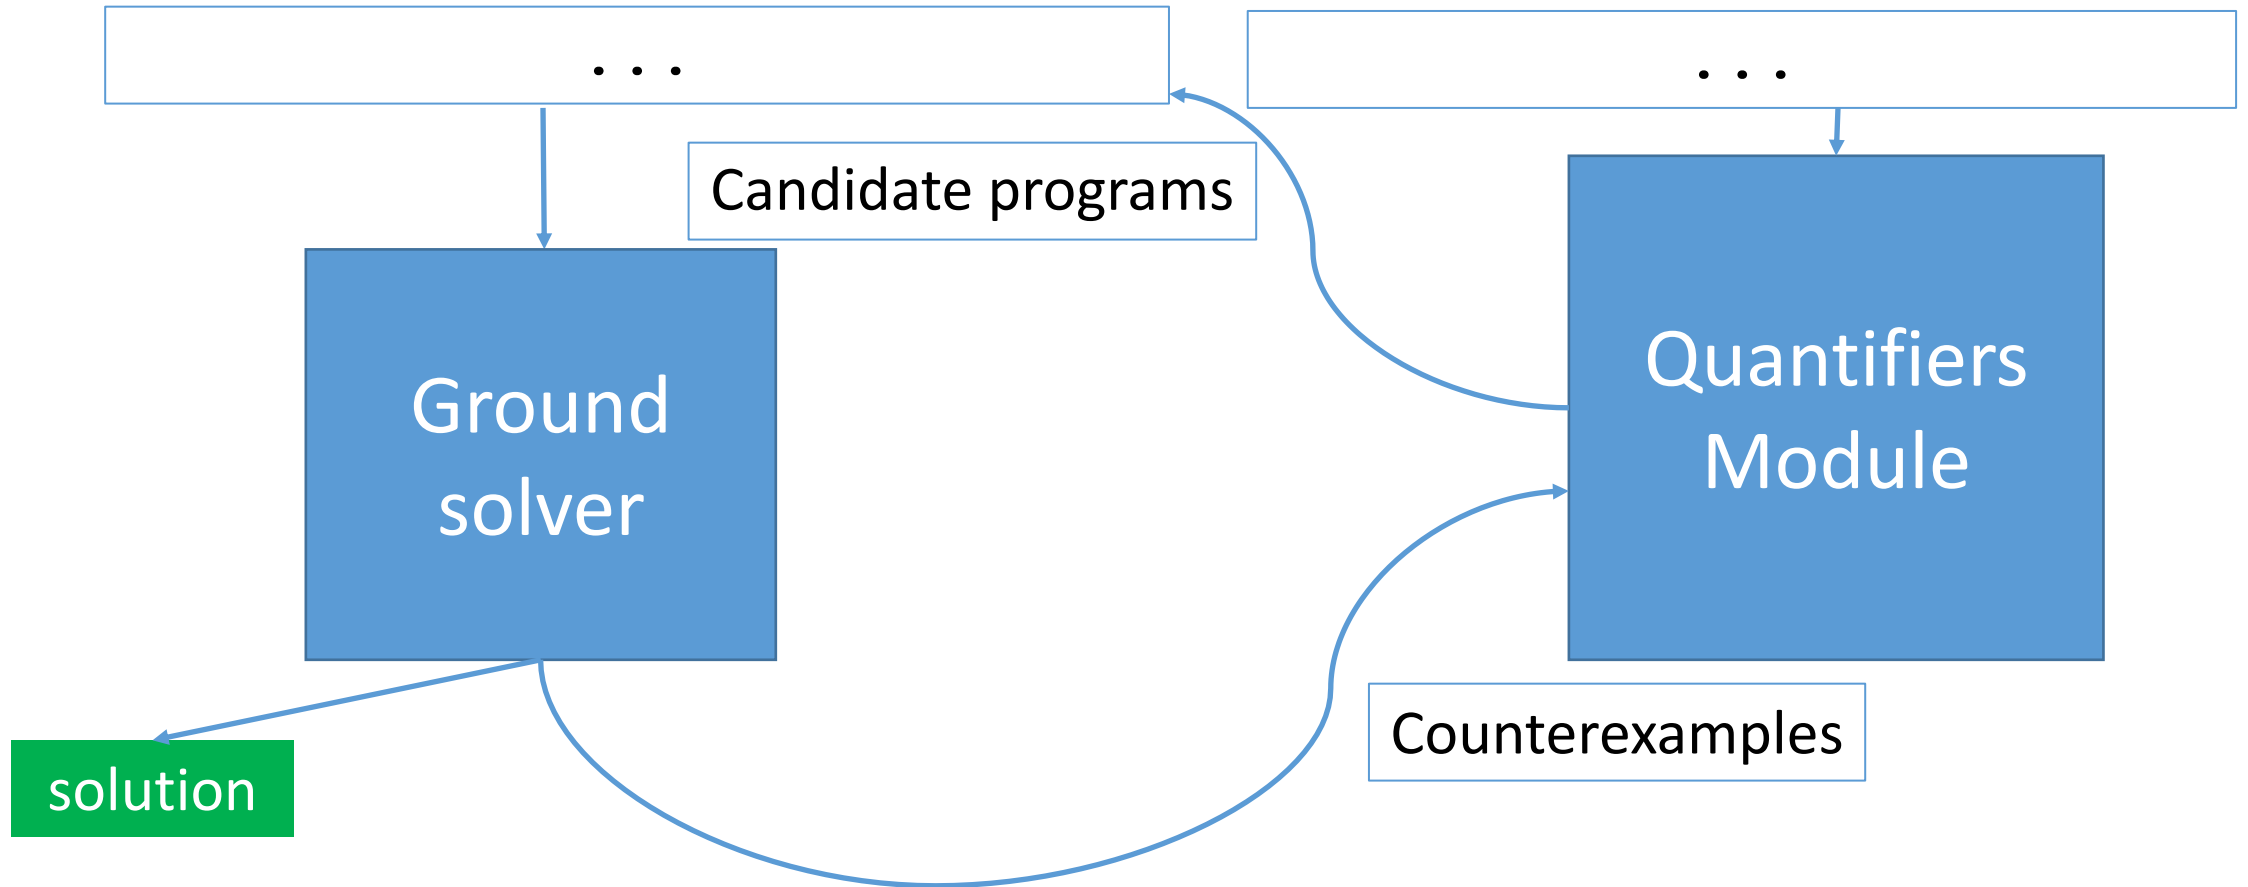 . . .
. . .
Candidate programs
Ground
solver
Quantifiers
Module
Counterexamples
solution